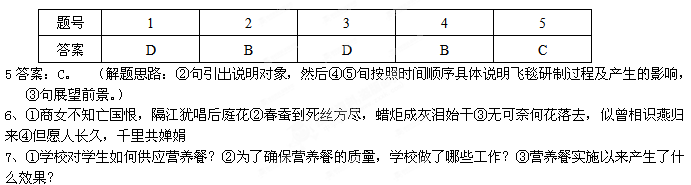 题号 1 2 3 4 5
答案 D B D B C
5答案：C。 （解题思路：②句引出说明对象，然后④⑤旬按照时间顺序具体说明飞毯研制过程及产生的影响，
③旬展望前景。）
6、①商女不知亡国恨，隔江犹唱后庭花②春蚕到死丝方尽，蜡炬成灰泪始干③无可奈何花落去，似曾相识燕归
来④但愿人长久，千里共婵娟
7、①学校对学生如何供应营养餐？②为了确保营养餐的质量，学校做了哪些工作？③营养餐实施以来产生了什
么效果？